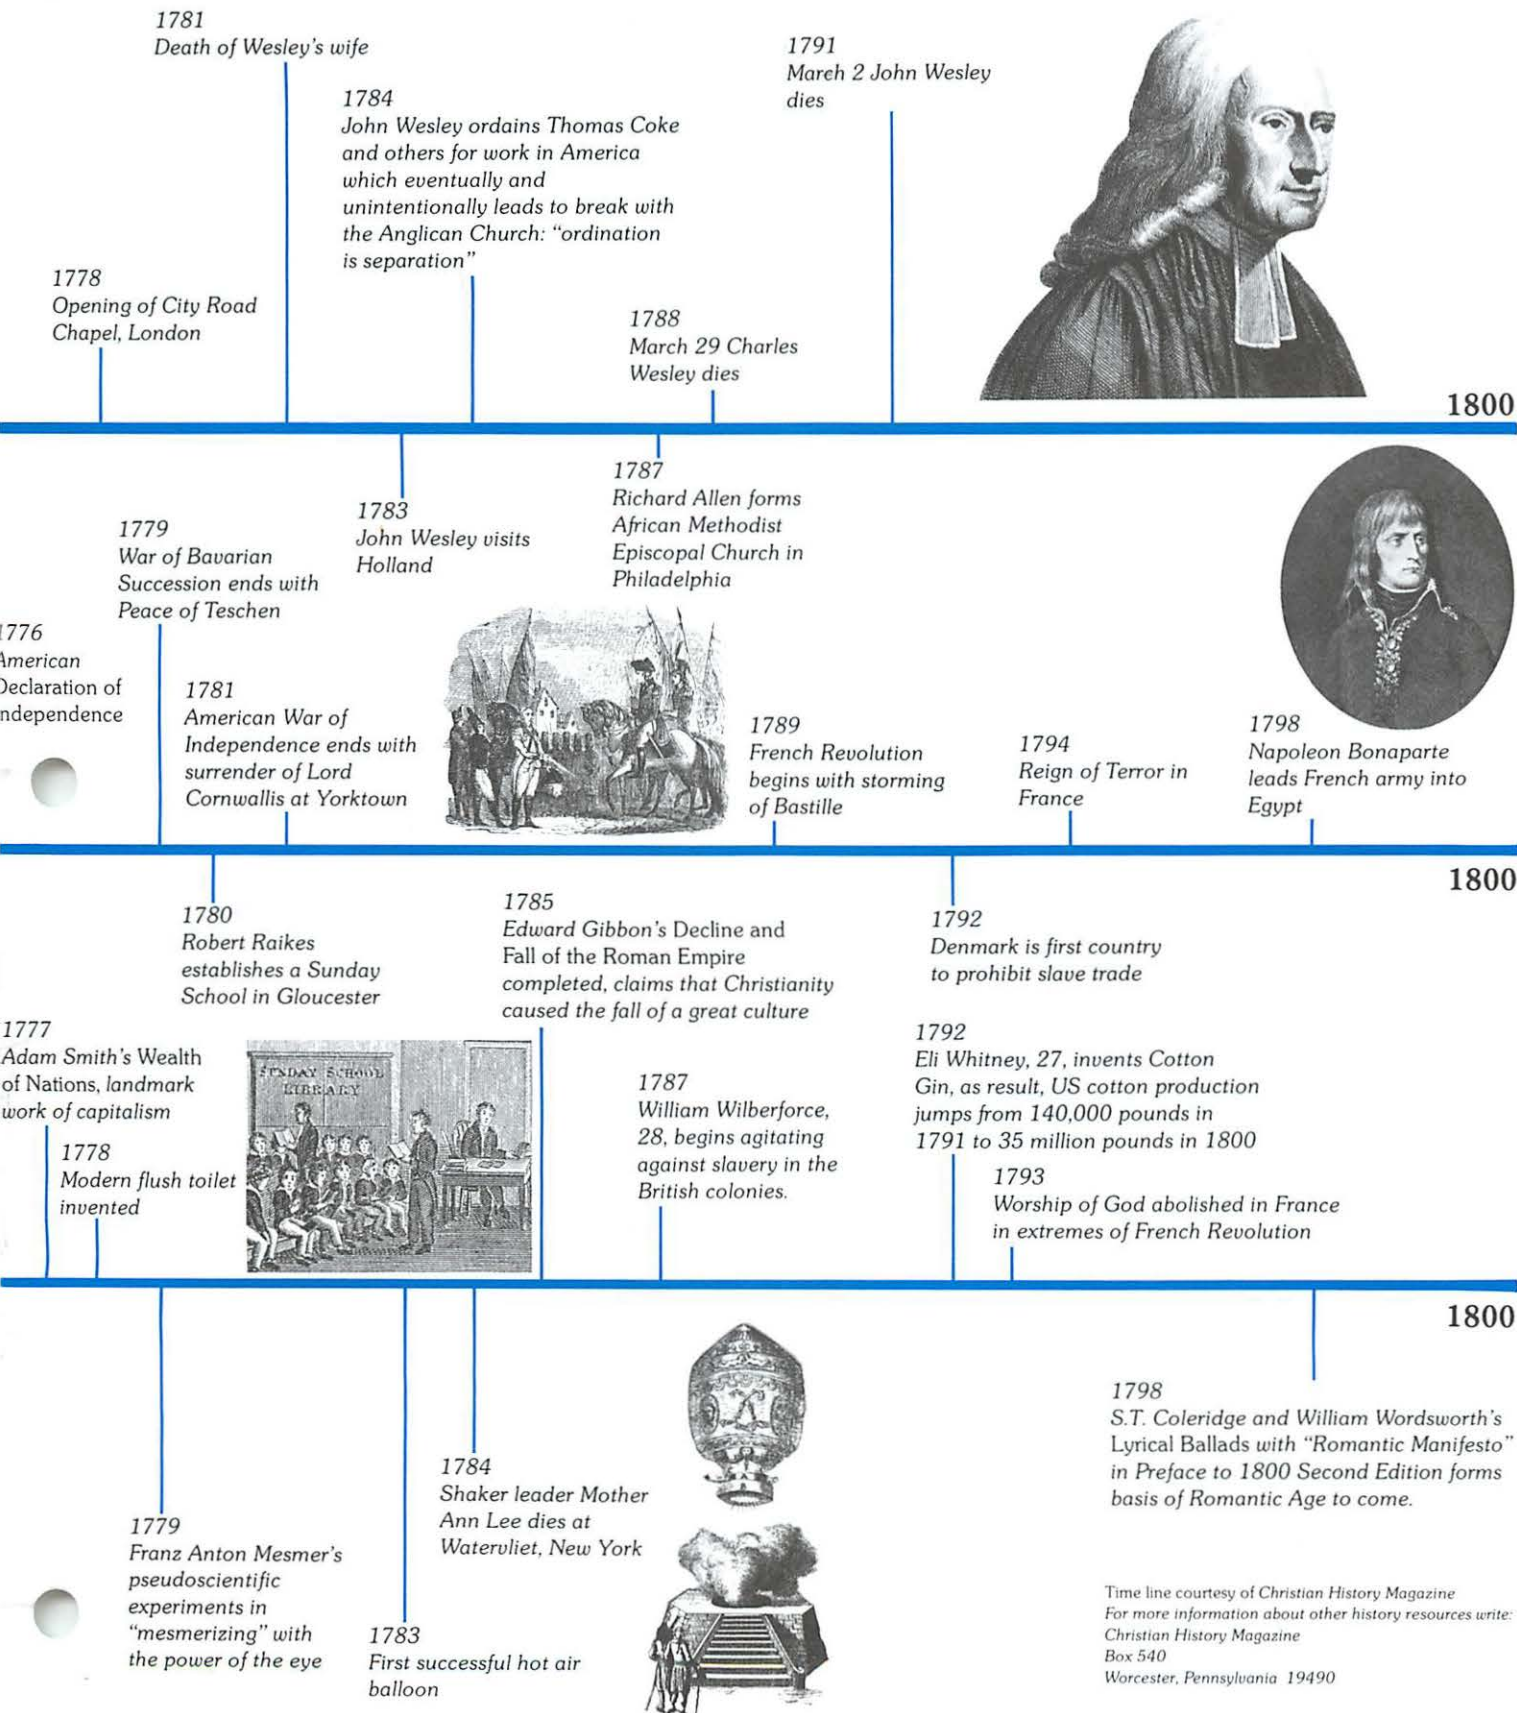 1781
Death of Wesley's wife
1784
John Wesley ordains Thomas Coke
and others for work in America
which eventually and
unintentionally leads to break with
the Anglican Church: “ordination
is separation”
1791
March 2 John Wesley
dies
1778
Opening of City Road
Chapel, London
1788
March 29 Charles
Wesley dies
1800
1787
Richard Allen forms
African Methodist
Episcopal Church in
Philadelphia
1783
John Wesley visits
Holland
1779
War of Bavarian
Succession ends with
Peace of Teschen
1776
American
Declaration of
Independence
1781
American War of
Independence ends with
surrender of Lord
Cornwallis at Yorktown
1789
French Revolution
begins with storming
of Bastille
1794
Reign of Terror in
France
1798
Napoleon Bonaparte
leads French army into
Egypt
1800
1780
Robert Raikes
establishes a Sunday
School in Gloucester
1785
Edward Gibbon's Decline and
Fall of the Roman Empire
completed, claims that Christianity
caused the fall of a great culture
1792
Denmark is first country
to prohibit slave trade
1777
Adam Smith's Wealth
of Nations, landmark
work of capitalism
1778
Modern flush toilet
invented
SUNDAY SCHOOL
LIBRARY
1787
William Wilberforce,
28, begins agitating
against slavery in the
British colonies.
1792
Eli Whitney, 27, invents Cotton
Gin, as result, US cotton production
jumps from 140,000 pounds in
1791 to 35 million pounds in 1800
1793
Worship of God abolished in France
in extremes of French Revolution
1800
1779
Franz Anton Mesmer's
pseudoscientific
experiments in
“mesmerizing” with
the power of the eye
1783
First successful hot air
balloon
1784
Shaker leader Mother
Ann Lee dies at
Watervliet, New York
1798
S.T. Coleridge and William Wordsworth's
Lyrical Ballads with “Romantic Manifesto”
in Preface to 1800 Second Edition forms
basis of Romantic Age to come.
Time line courtesy of Christian History Magazine
For more information about other history resources write:
Christian History Magazine
Box 540
Worcester, Pennsylvania 19490